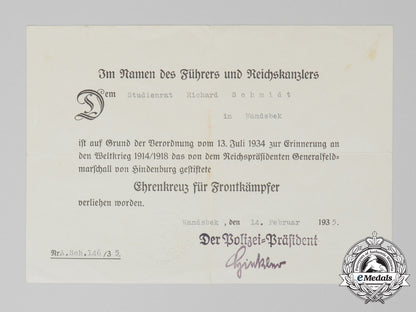 Im Namen des Führers und Reichskanzlers
Dem Studienrat Richard Schmidt
in Wandsbek
ist auf Grund der Verordnung vom 13. Juli 1934 zur Erinnerung an
den Weltkrieg 1914/1918 das von dem Reichspräsidenten Generalfeld-
marschall von Hindenburg gestiftete
Ehrenkreuz für Frontkämpfer
verliehen worden.
Wandsbek, den 14. Februar 1935.
Der Polizei-Präsident
Nr. 146/35.
eMedals